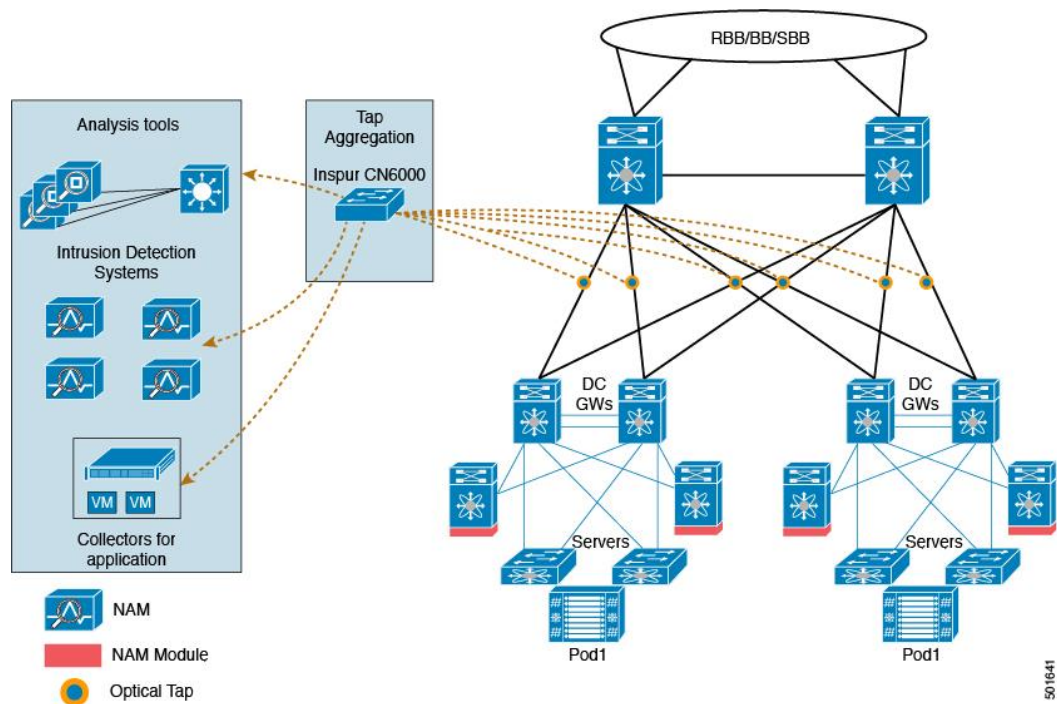 RBB/BB/SBB
Analysis tools
Tap
Aggregation
Inspur CN6000
Intrusion Detection
Systems
VM VM
Collectors for
application
DC
GWs
DC
GWs
Servers
Servers
Pod1
Pod1
NAM
NAM Module
Optical Tap
501641